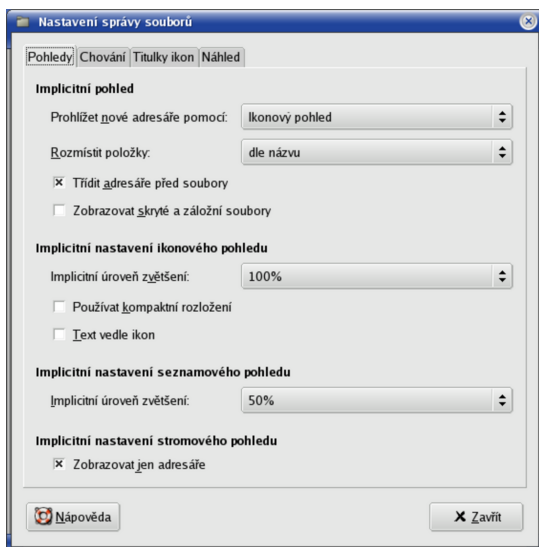 Nastavení správy souborů
Pohledy Chování Titulky ikon Náhled
Implicitní pohled
Prohlížet nové adresáře pomocí: Ikonový pohled
Rozmístit položky: dle názvu
Třídit adresáře před soubory
Zobrazovat skryté a záložní soubory
Implicitní nastavení ikonového pohledu
Implicitní úroveň zvětšení: 100%
Používat kompaktní rozložení
Text vedle ikon
Implicitní nastavení seznamového pohledu
Implicitní úroveň zvětšení: 50%
Implicitní nastavení stromového pohledu
Zobrazovat jen adresáře
Nápověda Zavřít